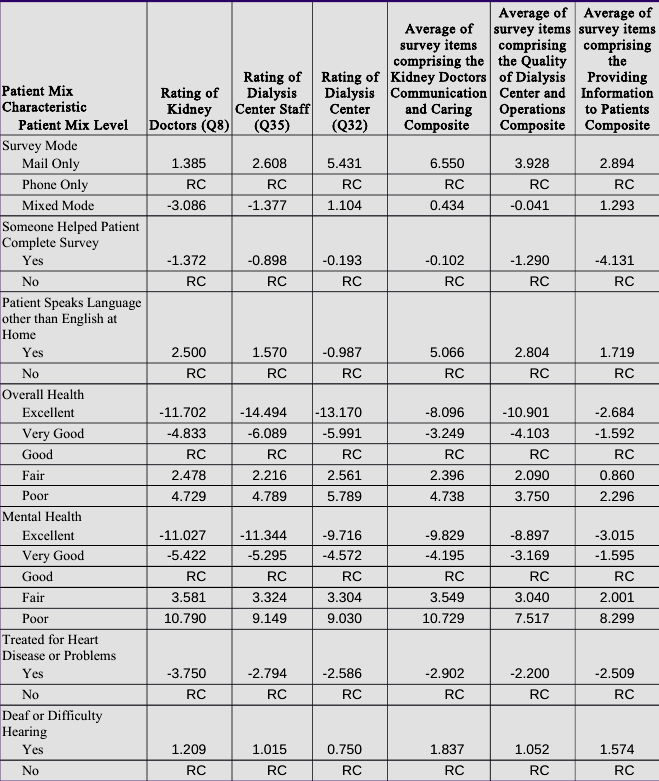 Patient Mix
Characteristic
Patient Mix Level
Rating of
Kidney
Doctors (Q8)
Rating of
Dialysis
Center Staff
(Q35)
Rating of
Dialysis
Center
(Q32)
Average of
survey items
comprising the
Kidney Doctors
Communication
and Caring
Composite
Average of
survey items
comprising
the Quality
of Dialysis
Center and
Operations
Composite
Average of
survey items
comprising
the
Providing
Information
to Patients
Composite
Survey Mode
Mail Only 1.385 2.608 5.431 6.550 3.928 2.894
Phone Only RC RC RC RC RC RC
Mixed Mode -3.086 -1.377 1.104 0.434 -0.041 1.293
Someone Helped Patient
Complete Survey
Yes -1.372 -0.898 -0.193 -0.102 -1.290 -4.131
No RC RC RC RC RC RC
Patient Speaks Language
other than English at
Home
Yes 2.500 1.570 -0.987 5.066 2.804 1.719
No RC RC RC RC RC RC
Overall Health
Excellent -11.702 -14.494 -13.170 -8.096 -10.901 -2.684
Very Good -4.833 -6.089 -5.991 -3.249 -4.103 -1.592
Good RC RC RC RC RC RC
Fair 2.478 2.216 2.561 2.396 2.090 0.860
Poor 4.729 4.789 5.789 4.738 3.750 2.296
Mental Health
Excellent -11.027 -11.344 -9.716 -9.829 -8.897 -3.015
Very Good -5.422 -5.295 -4.572 -4.195 -3.169 -1.595
Good RC RC RC RC RC RC
Fair 3.581 3.324 3.304 3.549 3.040 2.001
Poor 10.790 9.149 9.030 10.729 7.517 8.299
Treated for Heart
Disease or Problems
Yes -3.750 -2.794 -2.586 -2.902 -2.200 -2.509
No RC RC RC RC RC RC
Deaf or Difficulty
Hearing
Yes 1.209 1.015 0.750 1.837 1.052 1.574
No RC RC RC RC RC RC